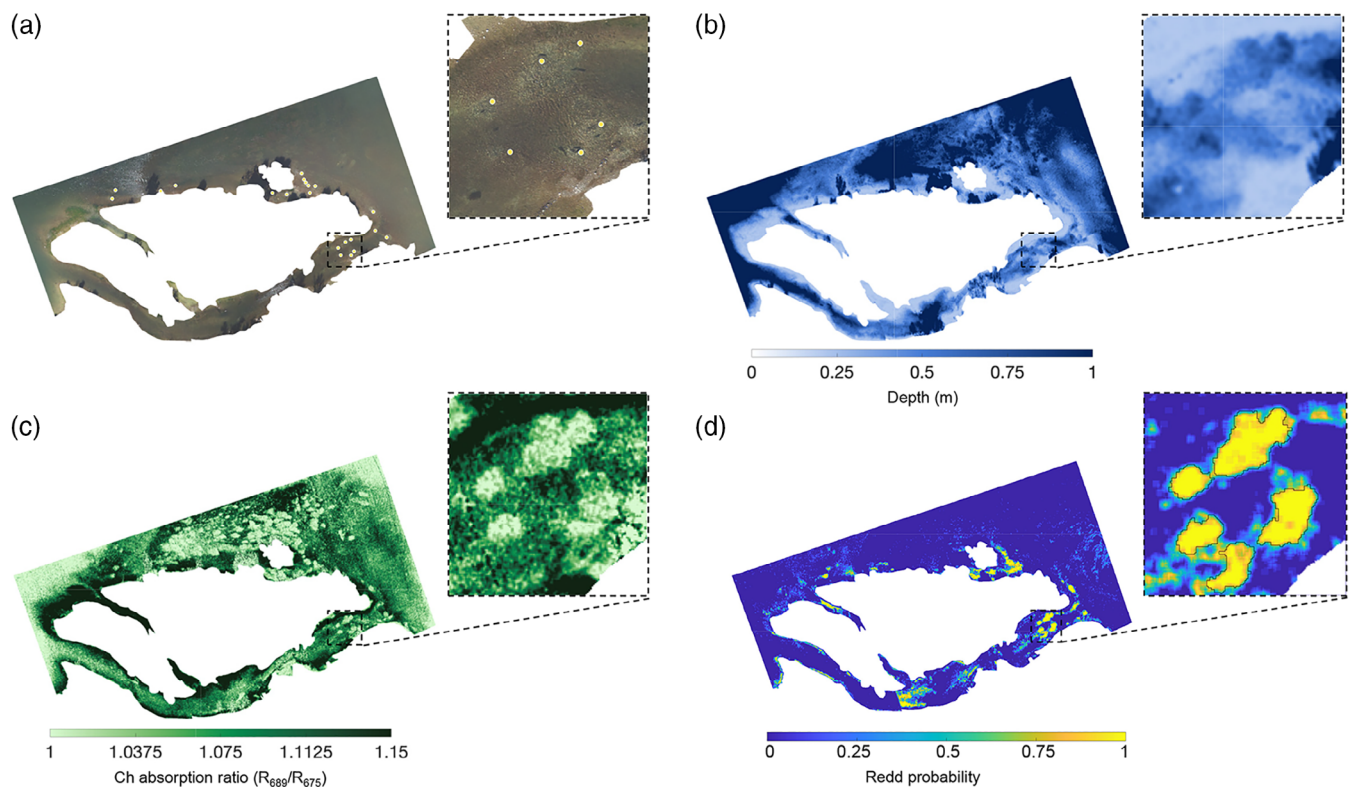 (a)
(b)
0 0.25 0.5 0.75 1
Depth (m)
(c)
(d)
1 1.0375 1.075 1.1125 1.15
Ch absorption ratio (R₆₈₉/R₆₇₅)
0 0.25 0.5 0.75 1
Redd probability